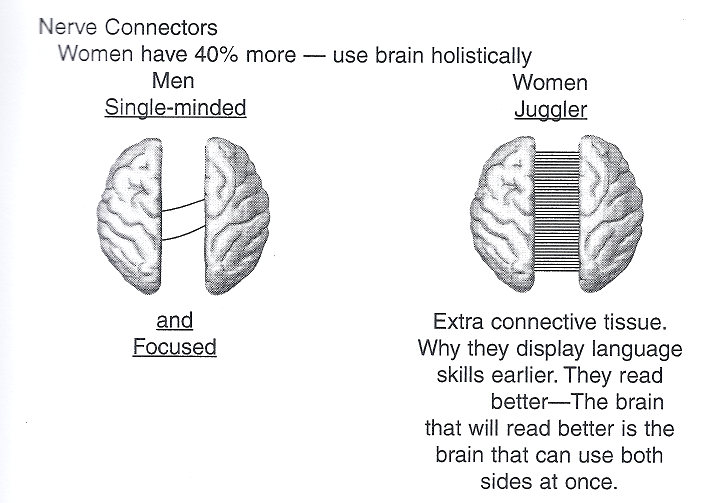 Nerve Connectors
Women have 40% more — use brain holistically
Men
Single-minded
and
Focused
Women
Juggler
Extra connective tissue.
Why they display language
skills earlier. They read
better—The brain
that will read better is the
brain that can use both
sides at once.